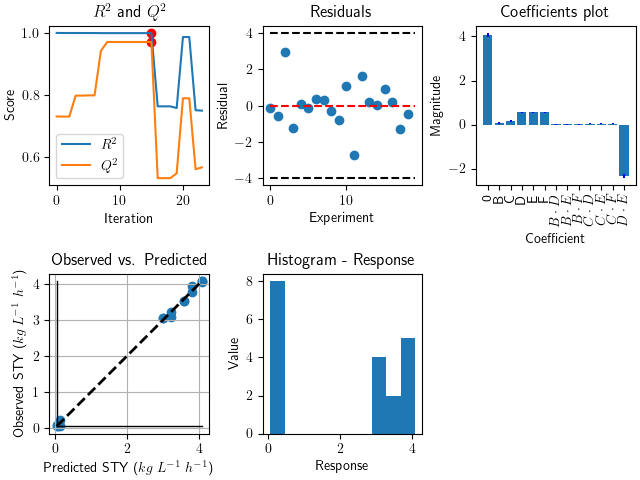 R² and Q²
Score
1.0
0.8
0.6
R²
Q²
0
10
20
Iteration
Residuals
Residual
4
2
0
−2
−4
0
10
Experiment
Coefficients plot
Magnitude
4
2
0
−2
0
B
C
D
E
F
B · D
B · E
B · F
C · D
C · E
C · F
D · E
Coefficient
Observed vs. Predicted
Observed STY (kg L⁻¹ h⁻¹)
4
3
2
1
0
0
2
4
Predicted STY (kg L⁻¹ h⁻¹)
Histogram - Response
Value
8
6
4
2
0
0
2
4
Response